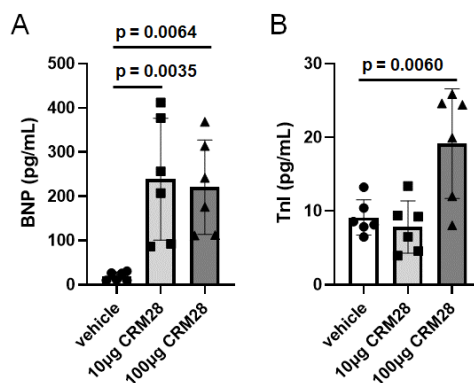 A
p = 0.0064
p = 0.0035
BNP (pg/mL)
500
400
300
200
100
0
vehicle
10µg CRM28
100µg CRM28
B
p = 0.0060
TnI (pg/mL)
30
20
10
0
vehicle
10µg CRM28
100µg CRM28